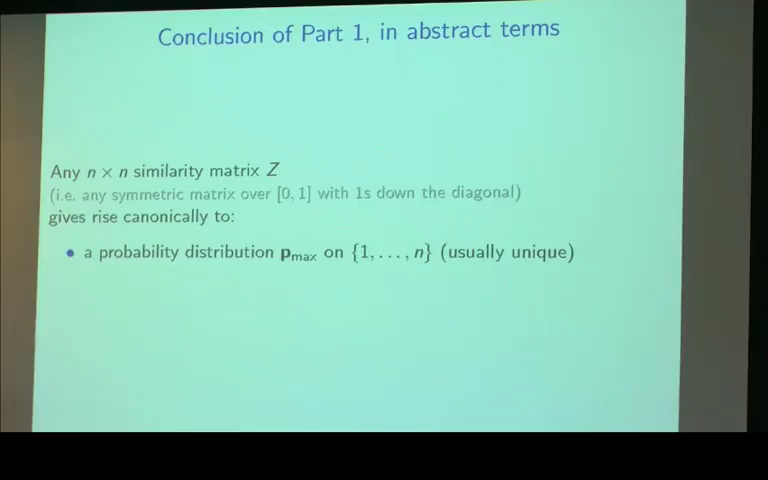 Conclusion of Part 1, in abstract terms
Any n × n similarity matrix Z
(i.e. any symmetric matrix over [0, 1] with 1s down the diagonal)
gives rise canonically to:
• a probability distribution p_max on {1, . . . , n} (usually unique)